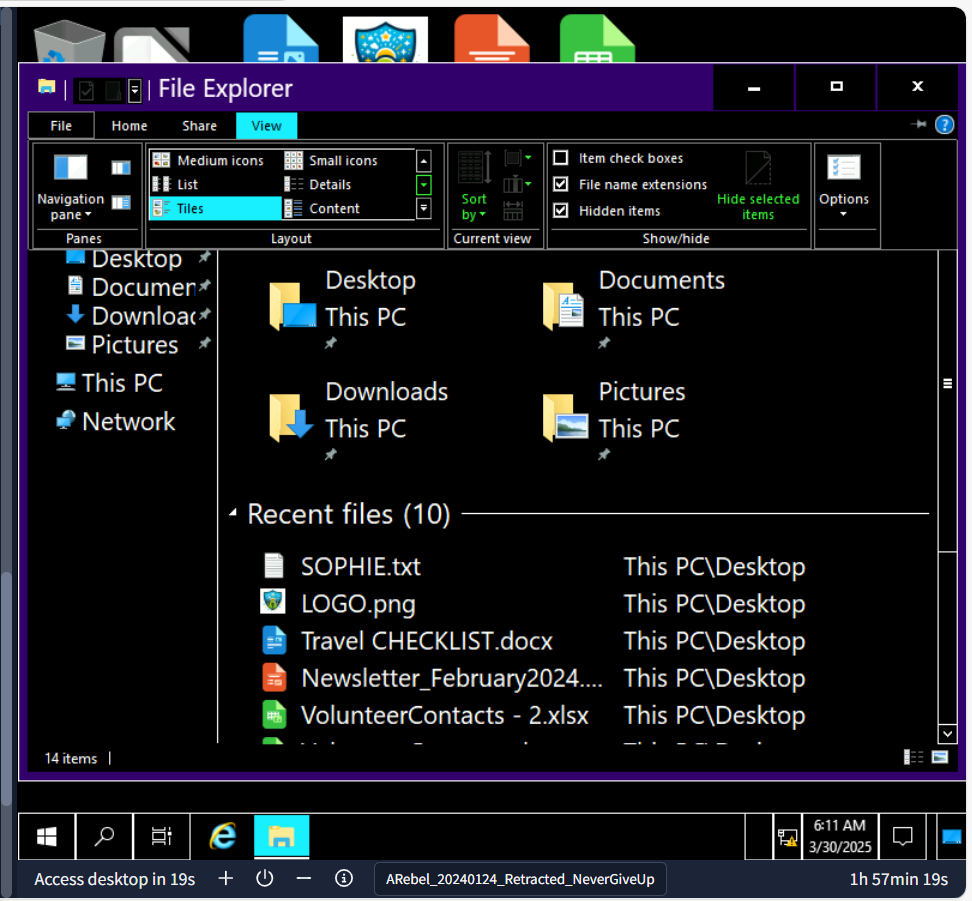 File Explorer
File Home Share View
Medium icons Small icons
List Details
Tiles Content
Navigation pane
Sort by
Item check boxes
File name extensions
Hidden items
Hide selected items
Options
Panes Layout Current view Show/hide
Desktop
Documen
Downloa
Pictures
This PC
Network
Desktop
This PC
Documents
This PC
Downloads
This PC
Pictures
This PC
Recent files (10)
SOPHIE.txt This PC\Desktop
LOGO.png This PC\Desktop
Travel CHECKLIST.docx This PC\Desktop
Newsletter_February2024.... This PC\Desktop
VolunteerContacts - 2.xlsx This PC\Desktop
14 items
6:11 AM
3/30/2025
Access desktop in 19s ARebel_20240124_Retracted_NeverGiveUp 1h 57min 19s